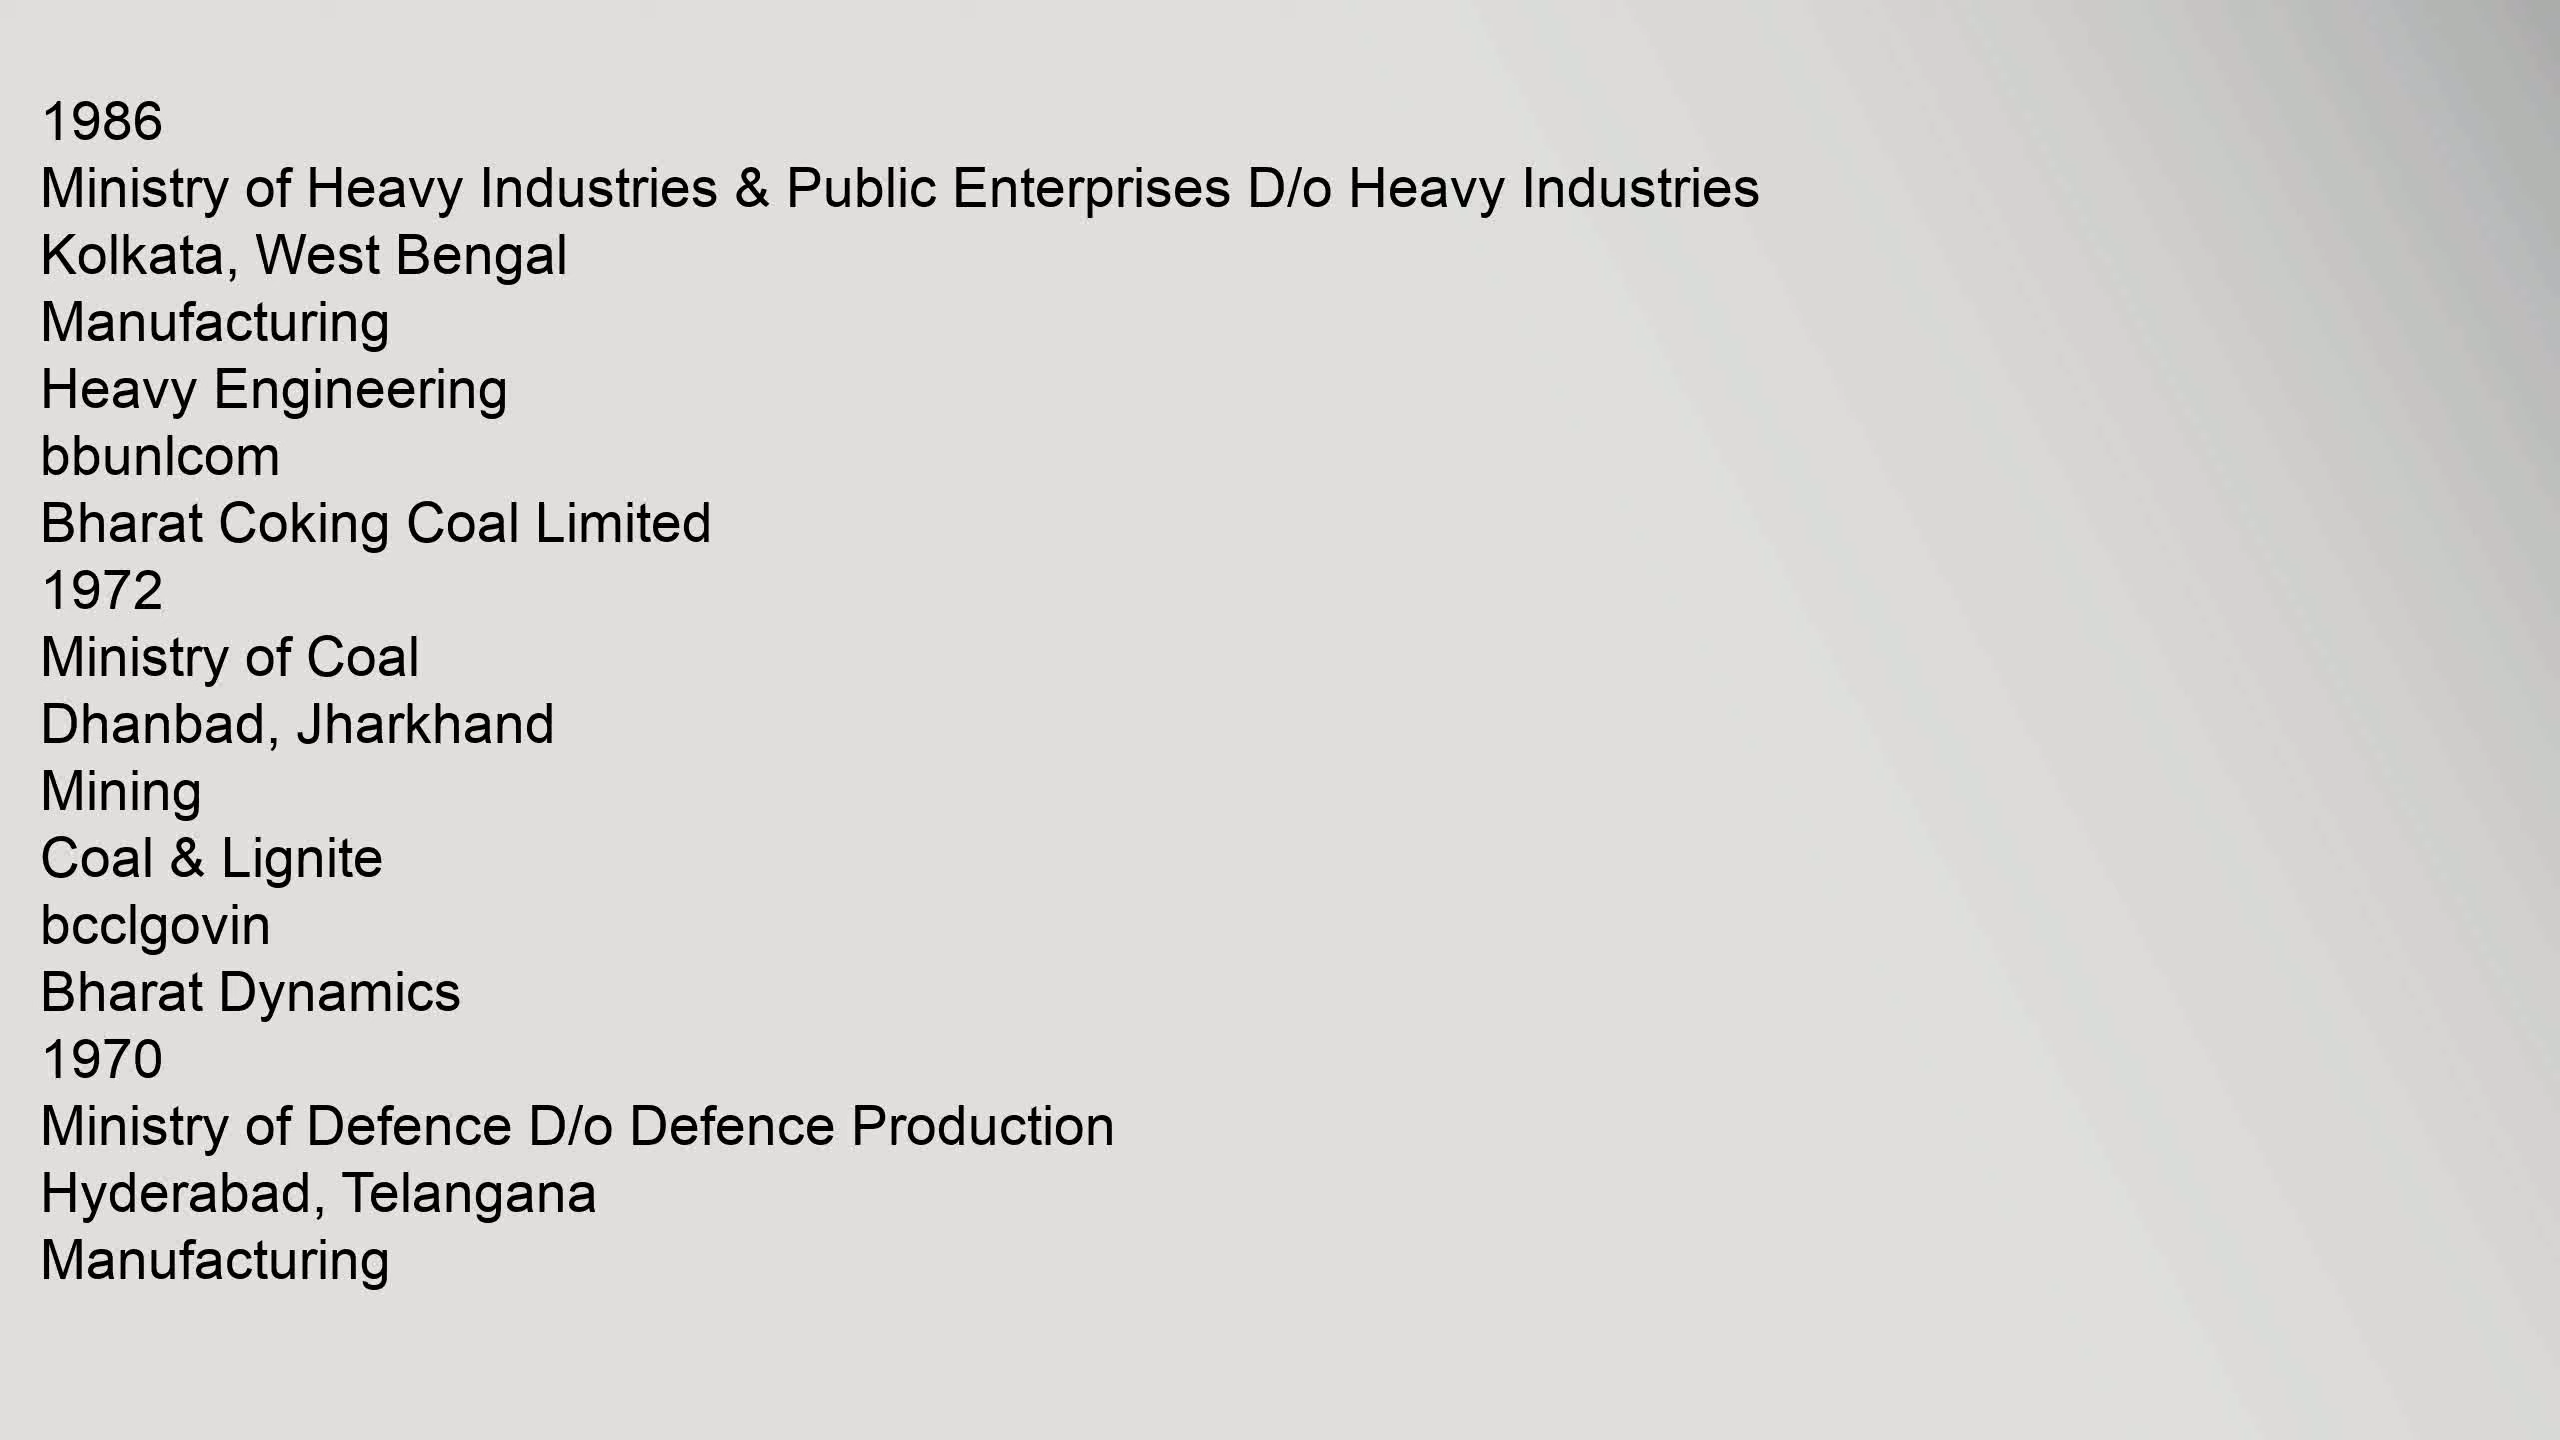 1986
Ministry of Heavy Industries & Public Enterprises D/o Heavy Industries
Kolkata, West Bengal
Manufacturing
Heavy Engineering
bbunlcom
Bharat Coking Coal Limited
1972
Ministry of Coal
Dhanbad, Jharkhand
Mining
Coal & Lignite
bcclgovin
Bharat Dynamics
1970
Ministry of Defence D/o Defence Production
Hyderabad, Telangana
Manufacturing